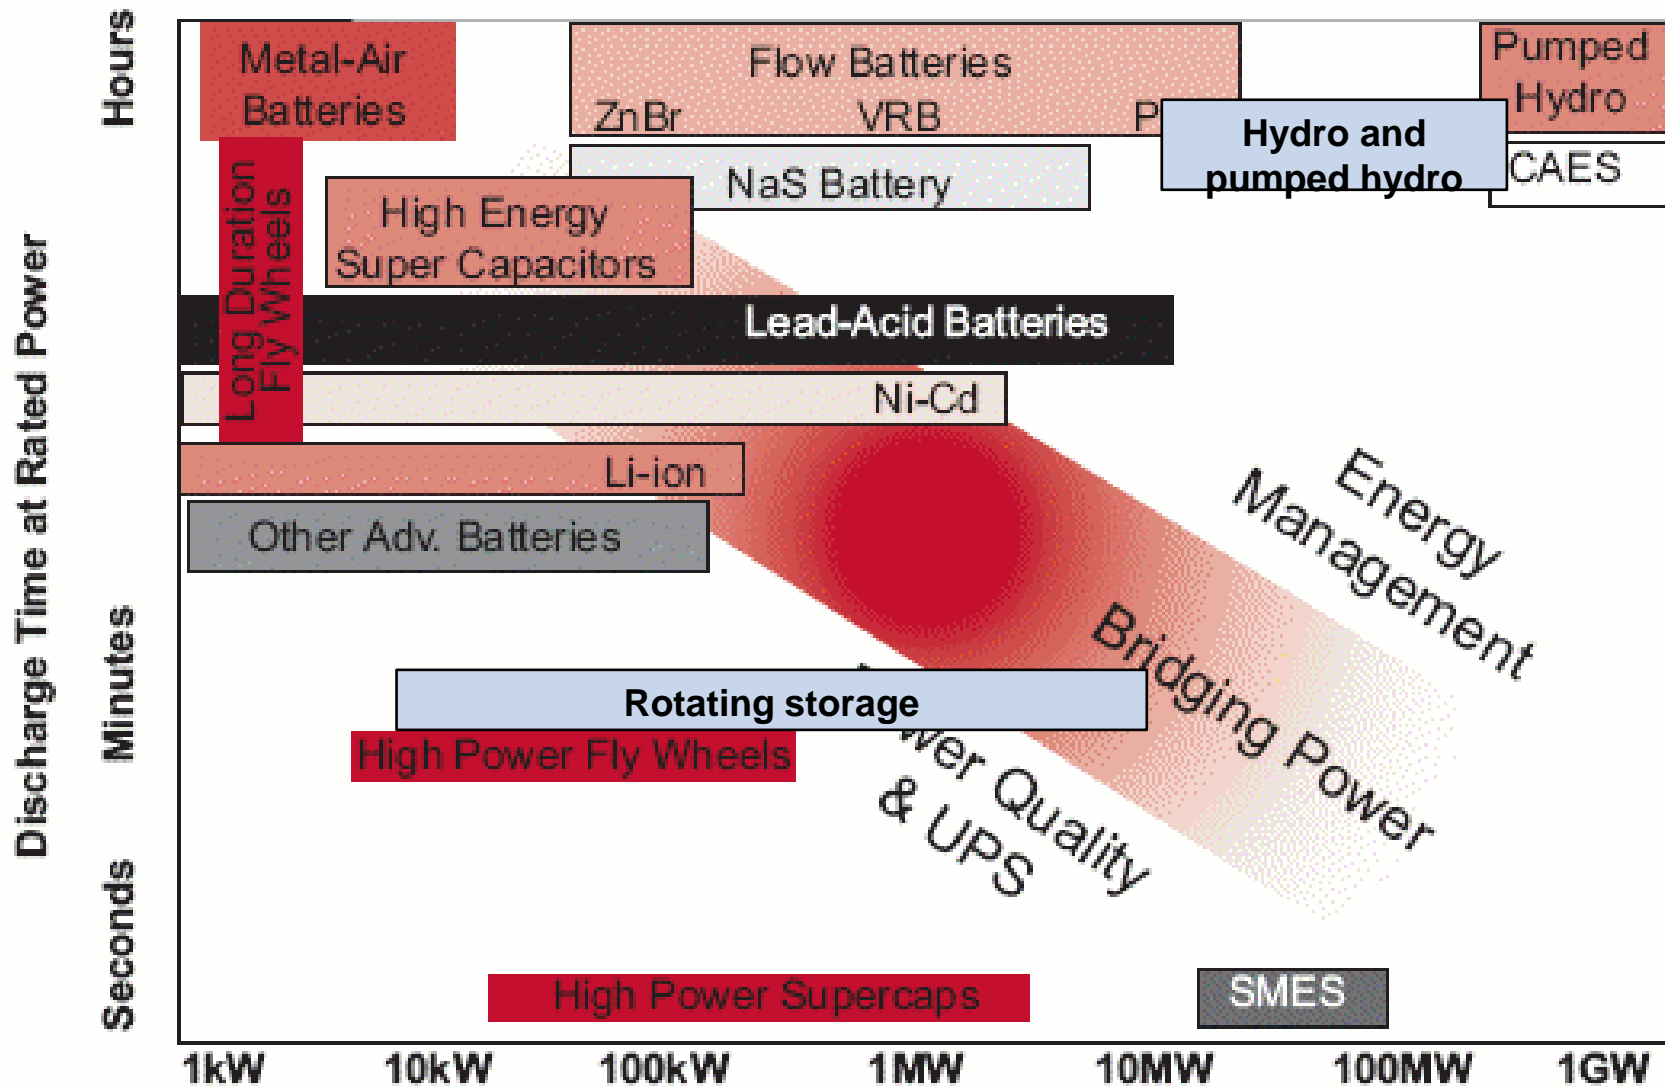 Hours
Minutes
Seconds
Discharge Time at Rated Power
Metal-Air
Batteries
Flow Batteries
ZnBr VRB P
Pumped
Hydro
Hydro and
pumped hydro
CAES
NaS Battery
Long Duration
Fly Wheels
High Energy
Super Capacitors
Lead-Acid Batteries
Ni-Cd
Li-ion
Other Adv. Batteries
Energy
Management
Bridging Power
Rotating storage
High Power Fly Wheels
Quality
& UPS
High Power Supercaps
SMES
1kW 10kW 100kW 1MW 10MW 100MW 1GW